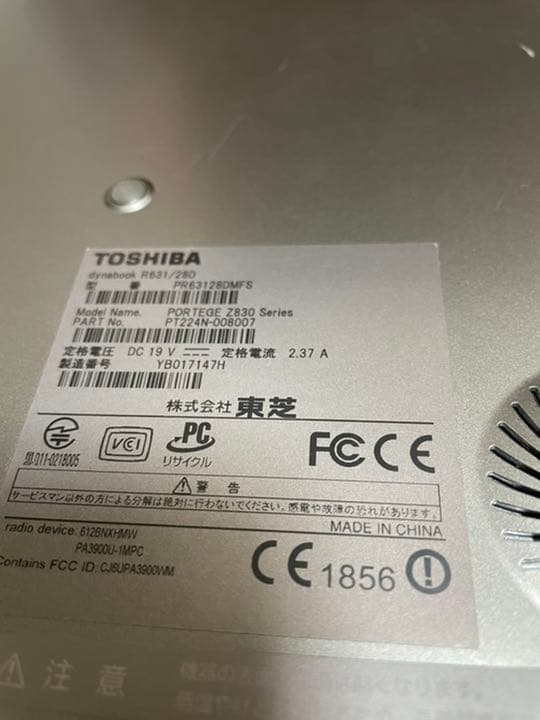 TOSHIBA
dynabook R631/28D
型 番 PR63128DMFS
Model Name. PORTEGE Z830 Series
PART No. PT224N-008007
定格電圧 DC 19 V 定格電流 2.37 A
製造番号 YB017147H
株式会社 東芝
VCI PC FC CE
011-0218005 リサイクル
警 告
サービスマン以外の方による分解は絶対に行わないでください。感電や故障の恐れがあります。
MADE IN CHINA
radio device: 612BNXHMW
PA3900U-1MPC
Contains FCC ID: CJ6UPA3900WM
CE 1856
注 意
機器の